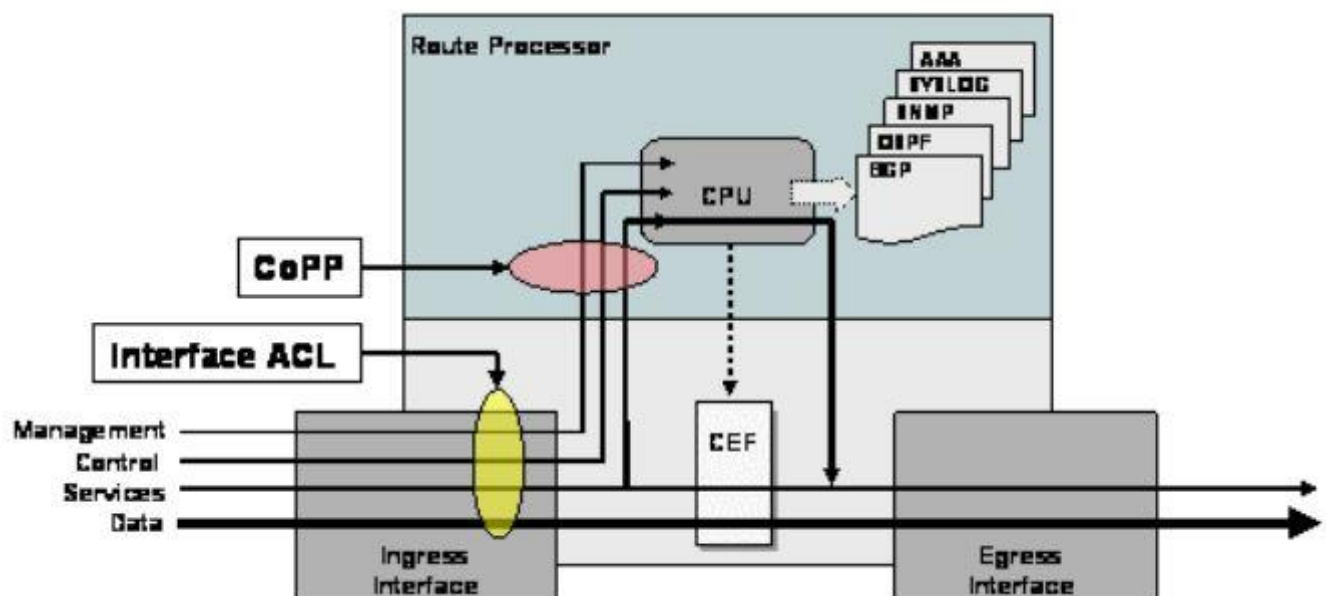 Route Processor
AAA
SYSLOG
SNMP
OSPF
BGP
CPU
CoPP
Interface ACL
Management
Control
Services
Data
CEF
Ingress
Interface
Egress
Interface